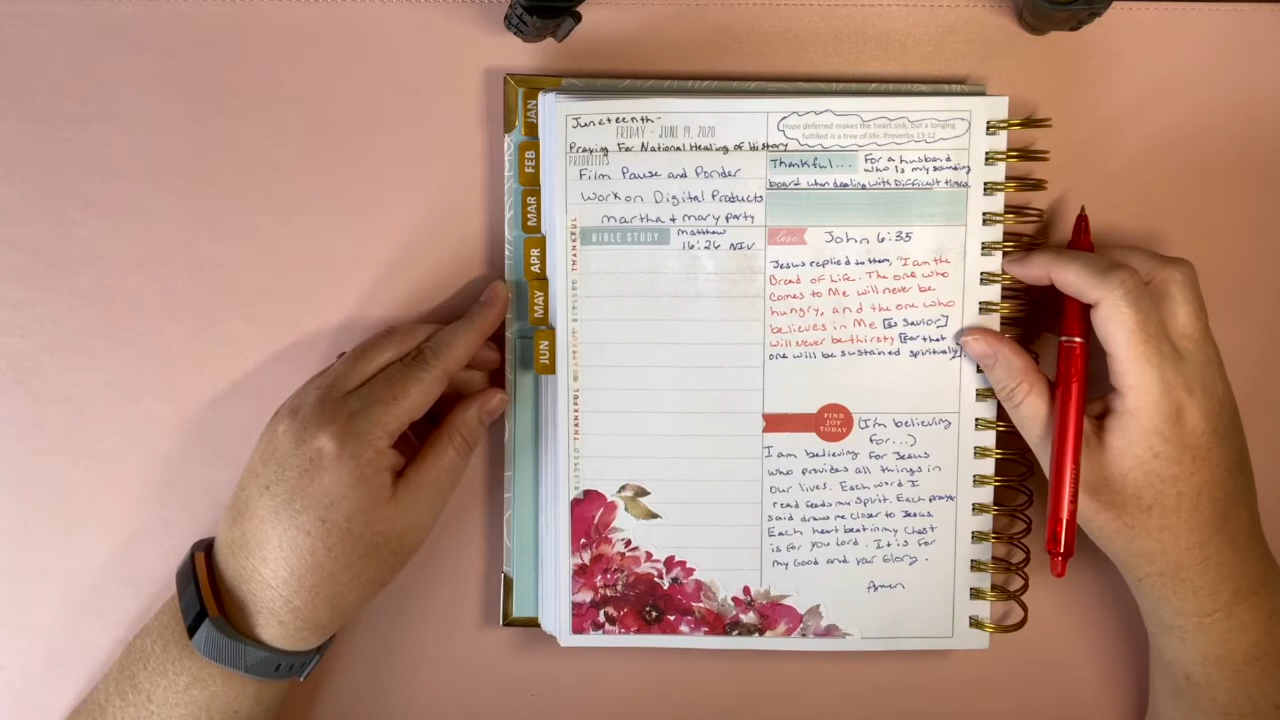 JAN
FEB
MAR
APR
MAY
JUN
Juneteenth-
FRIDAY - JUNE 19, 2020
Praying For National Healing of History
PRIORITIES
Film Pause and Ponder
Work on Digital Products
martha + mary party
BIBLE STUDY
Matthew
16:26 NIV
BLESSED THANKFUL GRATEFUL BLESSED THANKFUL
Hope deferred makes the heart sick, but a longing
fulfilled is a tree of life. Proverbs 13:12
Thankful... For a husband
who is my sounding
board when dealing with Difficult times.
love John 6:35
Jesus replied to them, "I am the
Bread of Life. The one who
comes to Me will never be
hungry, and the one who
believes in Me [as Savior]
will never be thirsty [for that
one will be sustained spiritually].
FIND
JOY
TODAY
(I'm believing
for...)
I am believing for Jesus
who provides all things in
our lives. Each word I
read feeds my spirit. Each prayer
said draws me closer to Jesus.
Each heart beat in my chest
is for you Lord. It is for
my Good and your Glory.
Amen